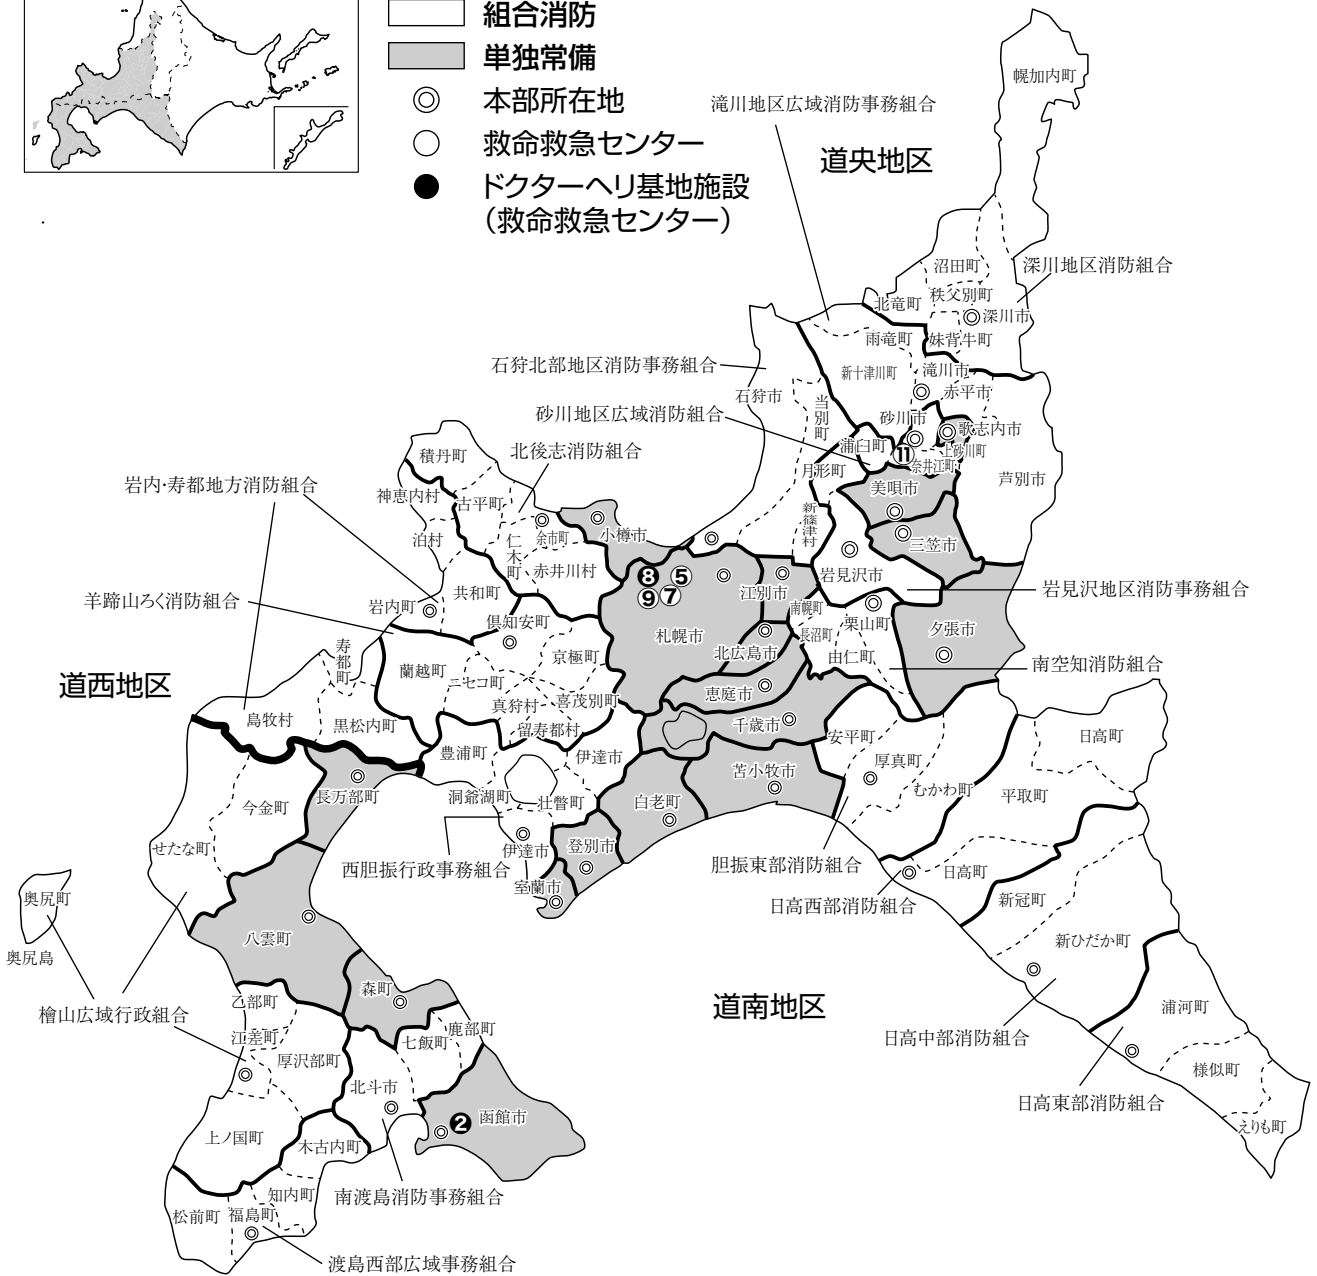 組合消防
単独常備
本部所在地
救命救急センター
ドクターヘリ基地施設
(救命救急センター)
道央地区
滝川地区広域消防事務組合
幌加内町
沼田町
深川地区消防組合
秩父別町
北竜町
深川市
雨竜町
妹背牛町
新十津川町
滝川市
赤平市
石狩北部地区消防事務組合
石狩市
当別町
砂川地区広域消防組合
砂川市
歌志内市
浦臼町
上砂川町
11
奈井江町
月形町
芦別市
美唄市
新篠津村
三笠市
岩見沢市
岩見沢地区消防事務組合
積丹町
北後志消防組合
岩内・寿都地方消防組合
神恵内村
古平町
余市町
小樽市
仁木町
泊村
赤井川村
共和町
8
5
9
7
江別市
南幌町
栗山町
夕張市
羊蹄山ろく消防組合
岩内町
倶知安町
札幌市
北広島市
長沼町
由仁町
南空知消防組合
寿都町
蘭越町
ニセコ町
京極町
道西地区
真狩村
喜茂別町
恵庭市
島牧村
黒松内町
留寿都村
千歳市
豊浦町
伊達市
安平町
日高町
長万部町
洞爺湖町
壮瞥町
苫小牧市
厚真町
むかわ町
平取町
今金町
白老町
せたな町
西胆振行政事務組合
伊達市
登別市
胆振東部消防組合
室蘭市
日高町
日高西部消防組合
新冠町
奥尻町
奥尻島
八雲町
新ひだか町
檜山広域行政組合
乙部町
森町
道南地区
浦河町
江差町
鹿部町
七飯町
日高中部消防組合
厚沢部町
北斗市
様似町
日高東部消防組合
えりも町
2
函館市
上ノ国町
木古内町
知内町
南渡島消防事務組合
松前町
福島町
渡島西部広域事務組合